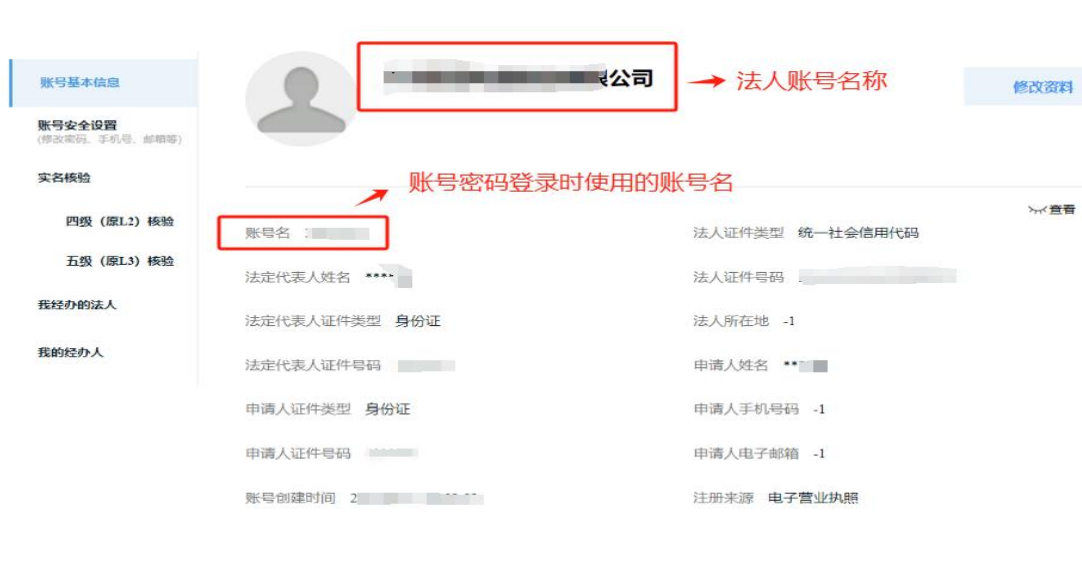 限公司
法人账号名称
修改资料
账号基本信息
账号安全设置
(修改密码、手机号、邮箱等)
实名核验
四级（原L2）核验
五级（原L3）核验
我经办的法人
我的经办人
账号密码登录时使用的账号名
查看
账号名
法人证件类型 统一社会信用代码
法定代表人姓名 ****
法人证件号码
法定代表人证件类型 身份证
法人所在地 -1
法定代表人证件号码
申请人姓名 **
申请人证件类型 身份证
申请人手机号码 -1
申请人证件号码
申请人电子邮箱 -1
账号创建时间 2
注册来源 电子营业执照